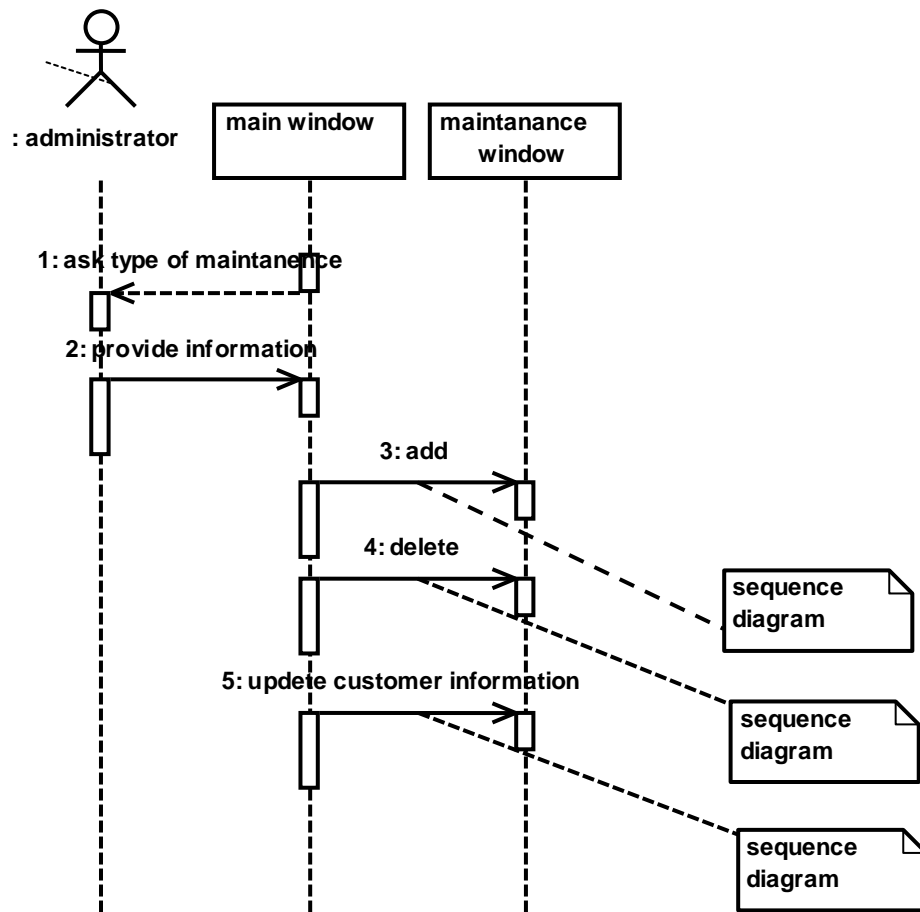 : administrator
main window
maintanance
window
1: ask type of maintanence
2: provide information
3: add
4: delete
sequence
diagram
5: updete customer information
sequence
diagram
sequence
diagram